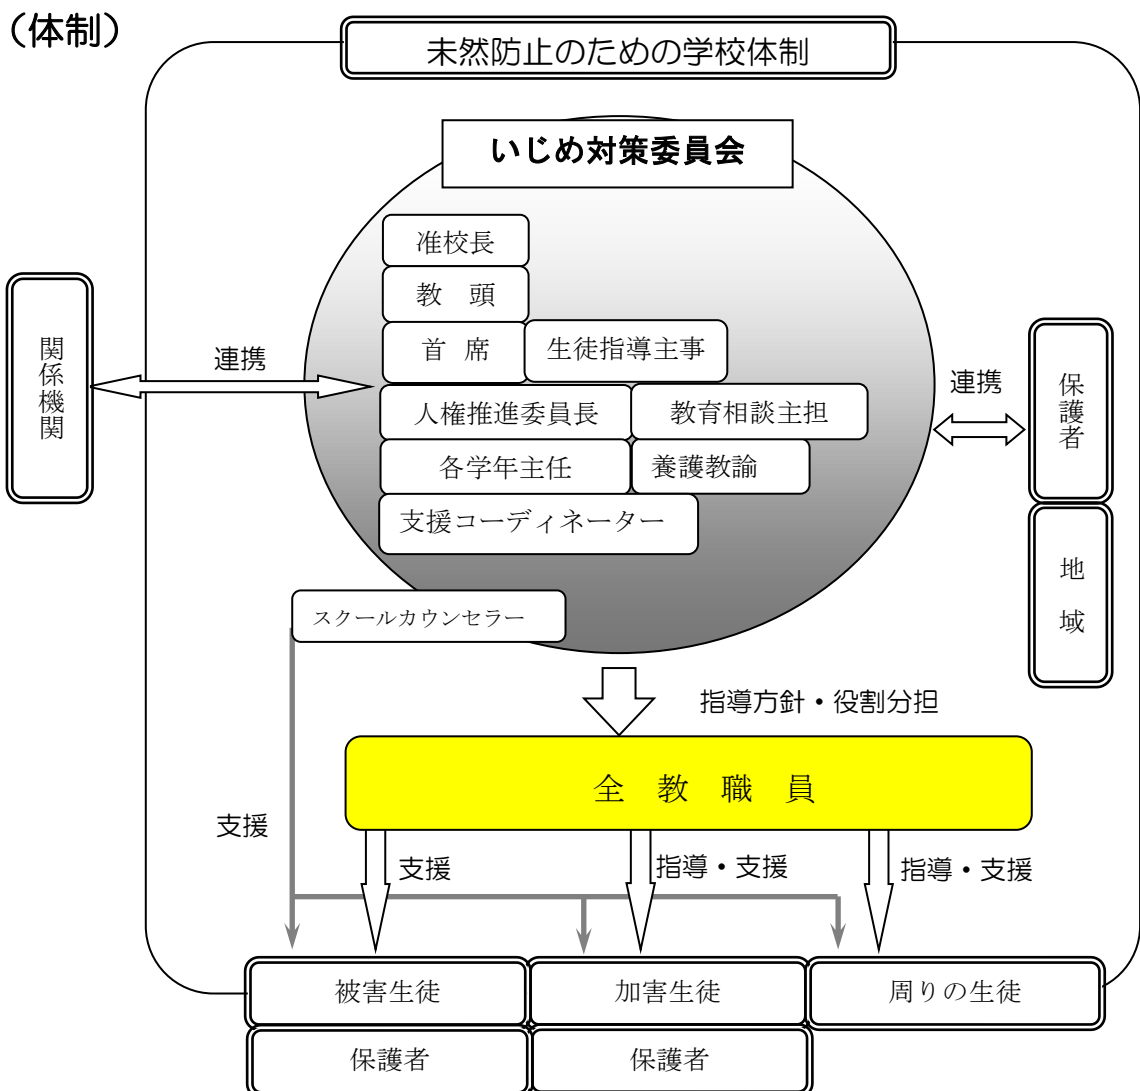 （体制）
未然防止のための学校体制
いじめ対策委員会
准校長
教　頭
首　席
生徒指導主事
人権推進委員長
教育相談主担
各学年主任
養護教諭
支援コーディネーター
スクールカウンセラー
関係機関
連携
連携
保護者
地　域
指導方針・役割分担
全　教　職　員
支援
支援
指導・支援
指導・支援
被害生徒
加害生徒
周りの生徒
保護者
保護者